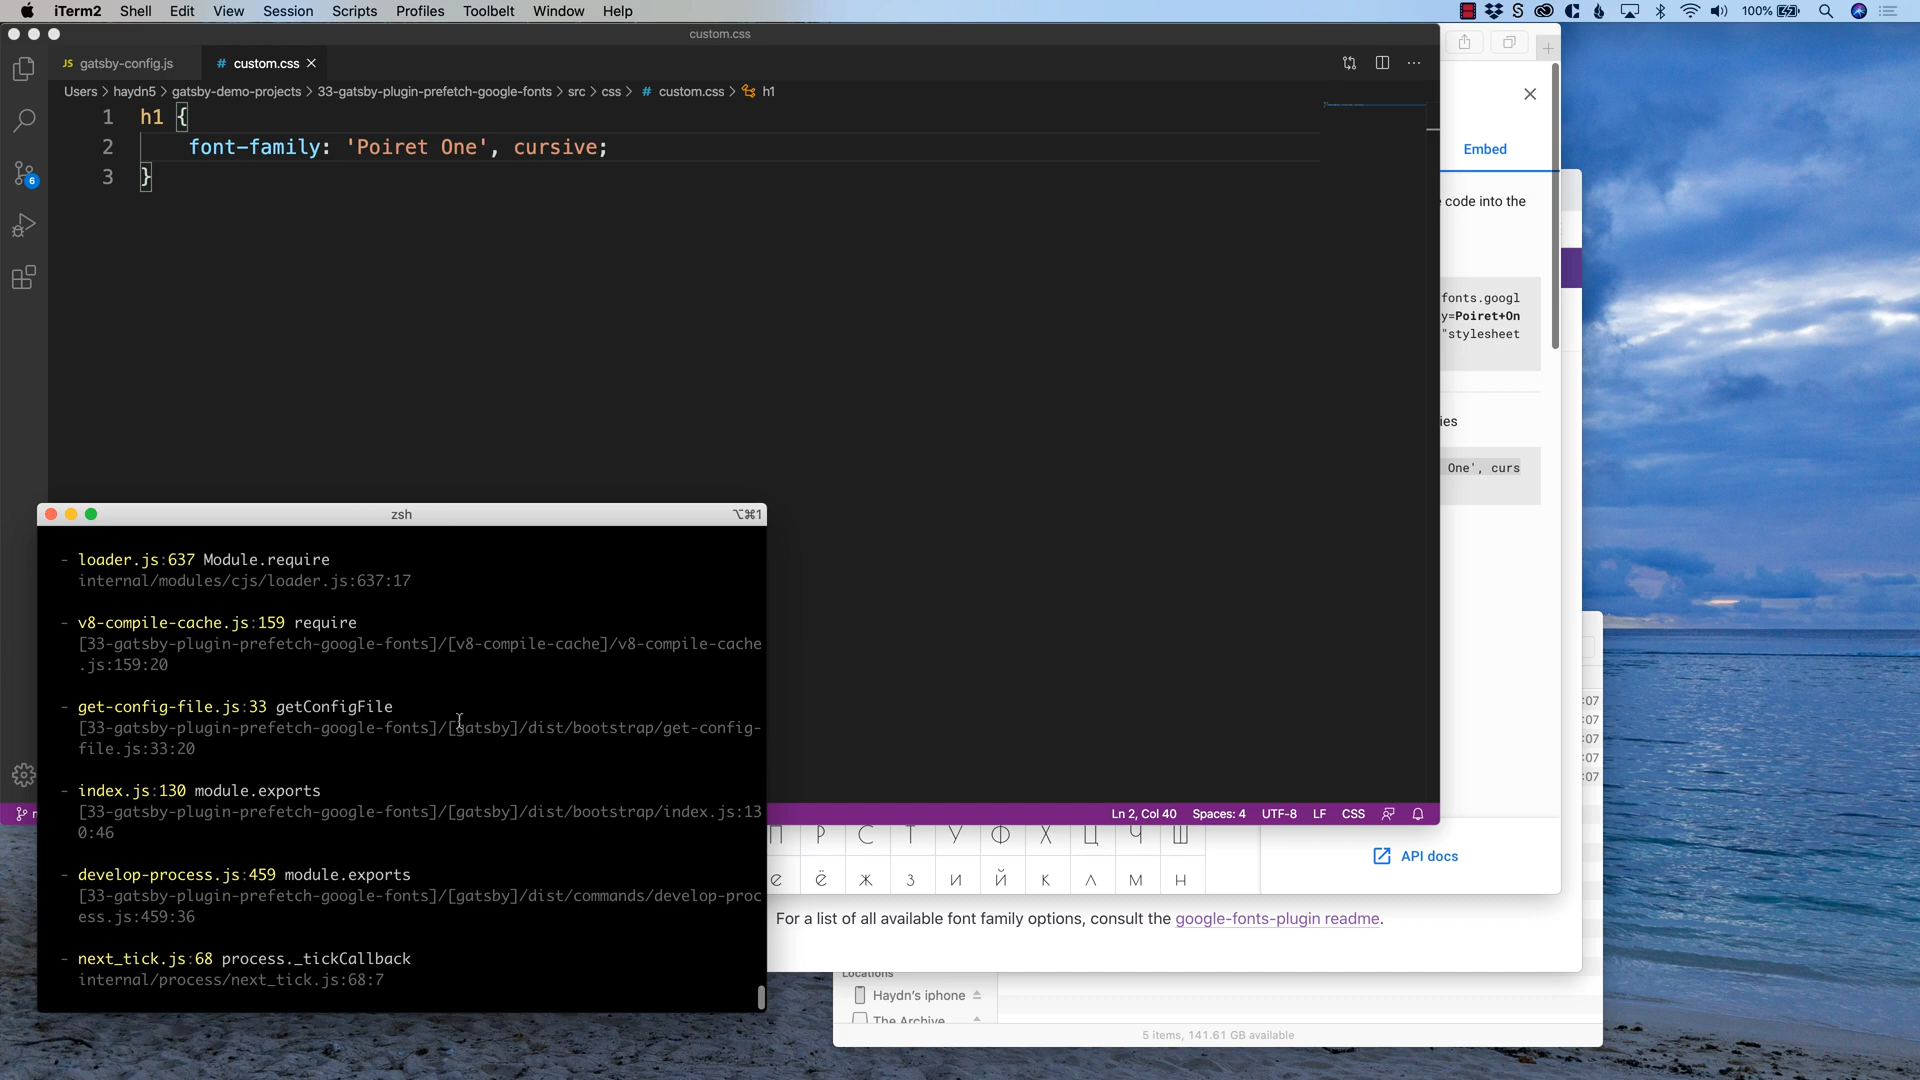 iTerm2 Shell Edit View Session Scripts Profiles Toolbelt Window Help
100%
custom.css
JS gatsby-config.js
# custom.css
Users > haydn5 > gatsby-demo-projects > 33-gatsby-plugin-prefetch-google-fonts > src > css > # custom.css > h1
1 h1 {
2 font-family: 'Poiret One', cursive;
3 }
6
Embed
code into the
fonts.googl
y=Poiret+On
"stylesheet
ies
One', curs
zsh
⌥⌘1
- loader.js:637 Module.require
internal/modules/cjs/loader.js:637:17
- v8-compile-cache.js:159 require
[33-gatsby-plugin-prefetch-google-fonts]/[v8-compile-cache]/v8-compile-cache
.js:159:20
- get-config-file.js:33 getConfigFile
[33-gatsby-plugin-prefetch-google-fonts]/[gatsby]/dist/bootstrap/get-config-
file.js:33:20
- index.js:130 module.exports
[33-gatsby-plugin-prefetch-google-fonts]/[gatsby]/dist/bootstrap/index.js:13
0:46
- develop-process.js:459 module.exports
[33-gatsby-plugin-prefetch-google-fonts]/[gatsby]/dist/commands/develop-proc
ess.js:459:36
- next_tick.js:68 process._tickCallback
internal/process/next_tick.js:68:7
Ln 2, Col 40 Spaces: 4 UTF-8 LF CSS
П Р С Т У Ф Х Ц Ч Ш
е ё ж з и й к л м н
API docs
For a list of all available font family options, consult the google-fonts-plugin readme.
:07
:07
:07
:07
:07
Locations
Haydn's iphone
The Archive
5 items, 141.61 GB available